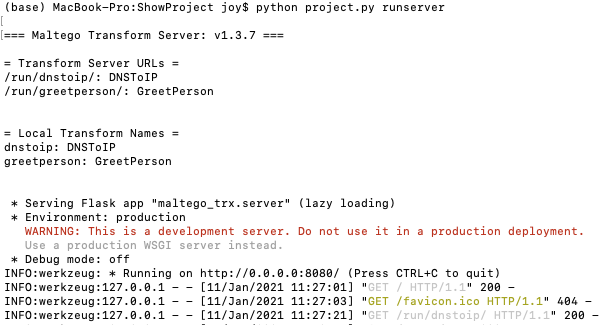 (base) MacBook-Pro:ShowProject joy$ python project.py runserver
[
[=== Maltego Transform Server: v1.3.7 ===
= Transform Server URLs =
/run/dnstoip/: DNSToIP
/run/greetperson/: GreetPerson
= Local Transform Names =
dnstoip: DNSToIP
greetperson: GreetPerson
* Serving Flask app "maltego_trx.server" (lazy loading)
* Environment: production
WARNING: This is a development server. Do not use it in a production deployment.
Use a production WSGI server instead.
* Debug mode: off
INFO:werkzeug: * Running on http://0.0.0.0:8080/ (Press CTRL+C to quit)
INFO:werkzeug:127.0.0.1 - - [11/Jan/2021 11:27:01] "GET / HTTP/1.1" 200 -
INFO:werkzeug:127.0.0.1 - - [11/Jan/2021 11:27:03] "GET /favicon.ico HTTP/1.1" 404 -
INFO:werkzeug:127.0.0.1 - - [11/Jan/2021 11:27:21] "GET /run/dnstoip/ HTTP/1.1" 200 -